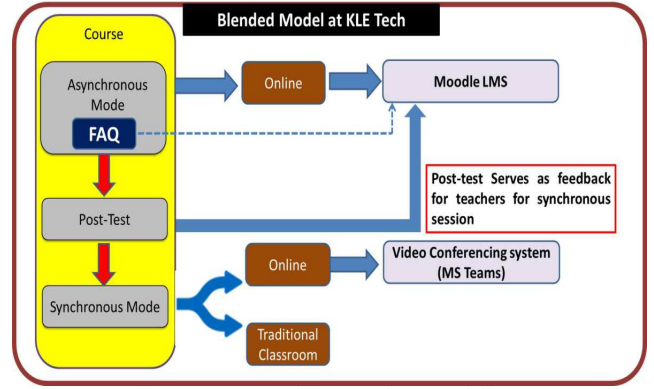 Blended Model at KLE Tech
Course
Asynchronous
Mode
FAQ
Online
Moodle LMS
Post-test Serves as feedback
for teachers for synchronous
session
Post-Test
Online
Video Conferencing system
(MS Teams)
Synchronous Mode
Traditional
Classroom